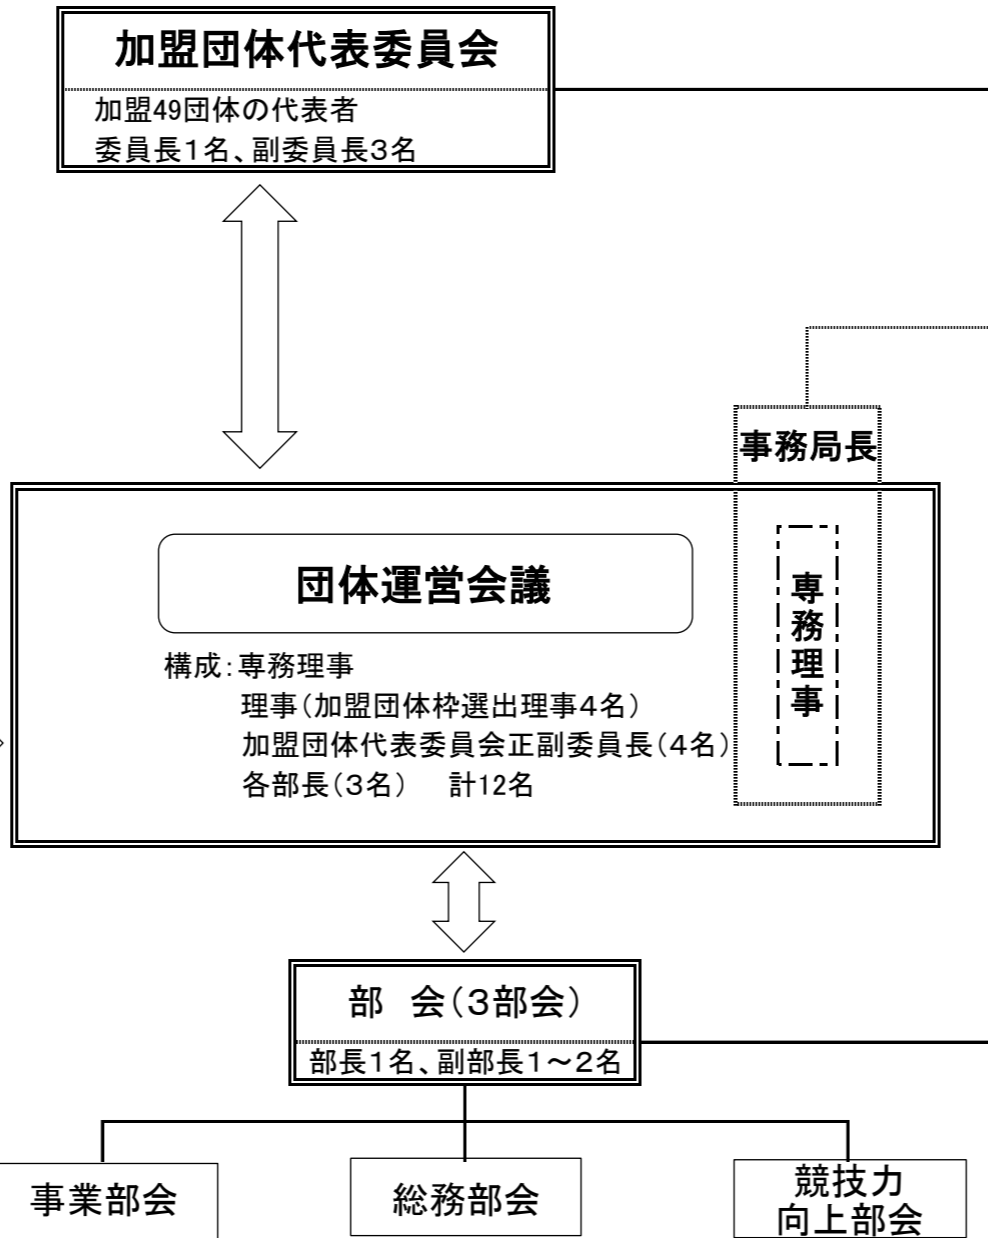 加盟団体代表委員会
加盟49団体の代表者
委員長1名、副委員長3名
事務局長
団体運営会議
専務理事
構成：専務理事
理事（加盟団体枠選出理事4名）
加盟団体代表委員会正副委員長（4名）
各部長（3名）　計12名
部　会（3部会）
部長1名、副部長1～2名
事業部会
総務部会
競技力
向上部会